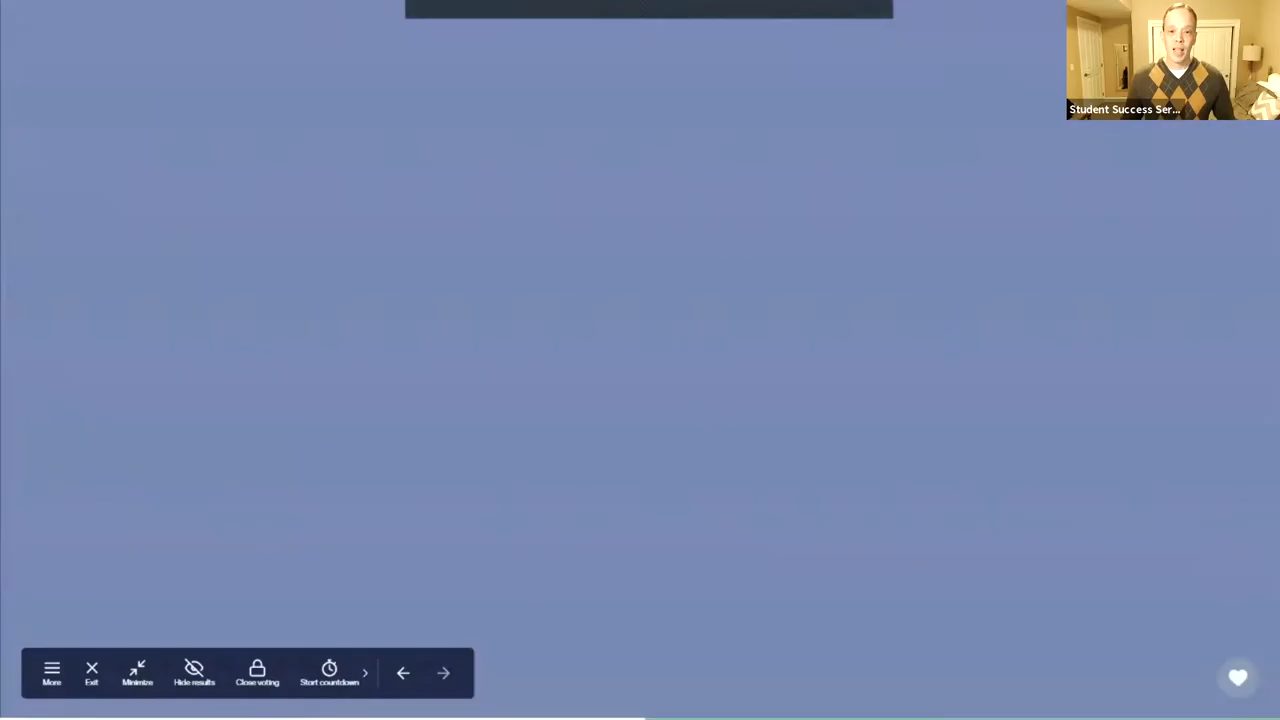 Student Success Ser...
More
Exit
Minimize
Hide results
Close voting
Start countdown